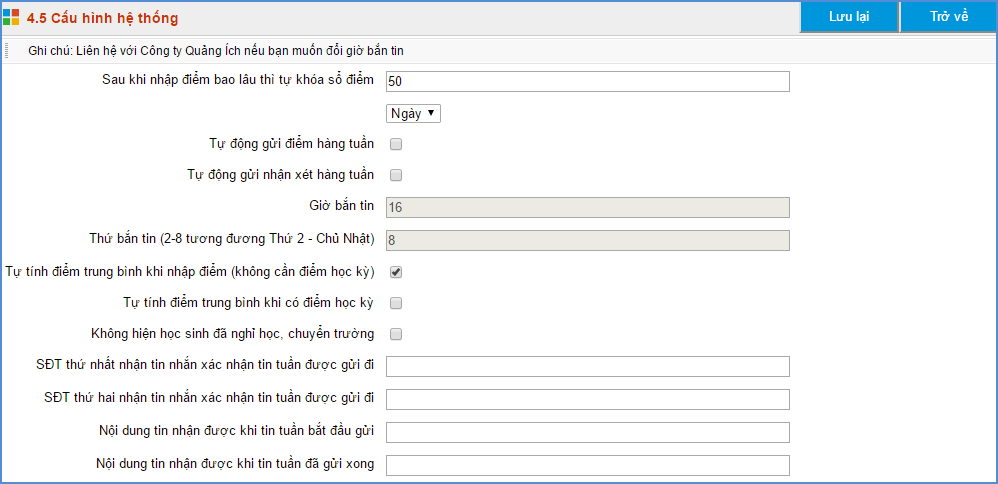 4.5 Cấu hình hệ thống
Lưu lại
Trở về
Ghi chú: Liên hệ với Công ty Quảng Ích nếu bạn muốn đổi giờ bắn tin
Sau khi nhập điểm bao lâu thì tự khóa sổ điểm 50
Ngày
Tự động gửi điểm hàng tuần
Tự động gửi nhận xét hàng tuần
Giờ bắn tin 16
Thứ bắn tin (2-8 tương đương Thứ 2 - Chủ Nhật) 8
Tự tính điểm trung bình khi nhập điểm (không cần điểm học kỳ)
Tự tính điểm trung bình khi có điểm học kỳ
Không hiện học sinh đã nghỉ học, chuyển trường
SĐT thứ nhất nhận tin nhắn xác nhận tin tuần được gửi đi
SĐT thứ hai nhận tin nhắn xác nhận tin tuần được gửi đi
Nội dung tin nhận được khi tin tuần bắt đầu gửi
Nội dung tin nhận được khi tin tuần đã gửi xong